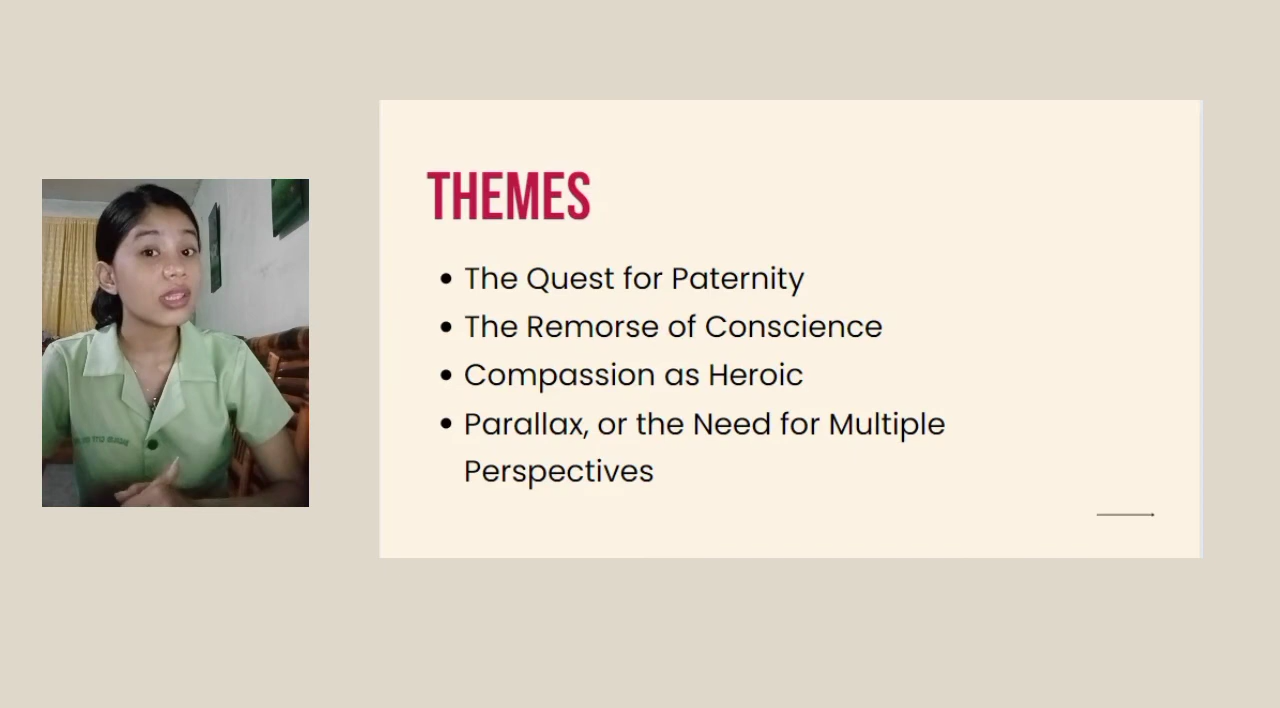 THEMES
• The Quest for Paternity
• The Remorse of Conscience
• Compassion as Heroic
• Parallax, or the Need for Multiple
Perspectives